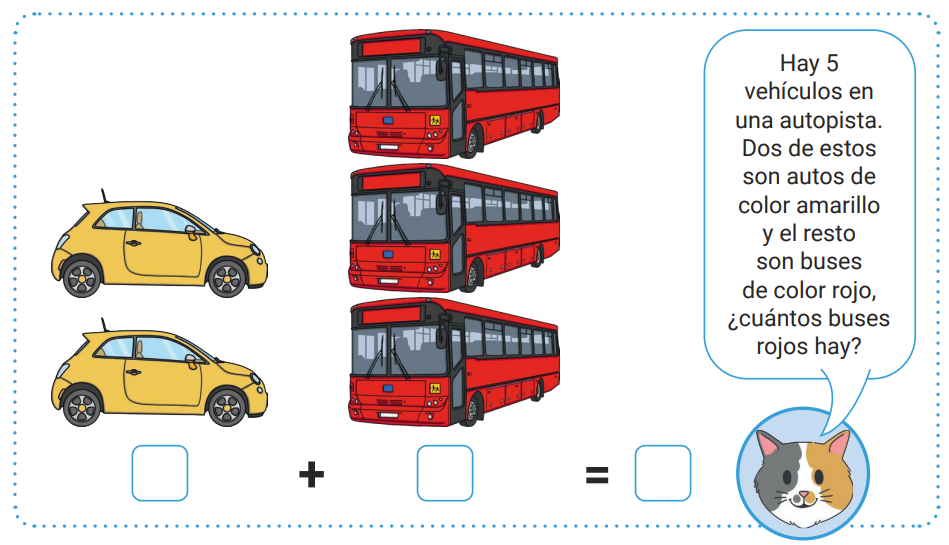 Hay 5
vehículos en
una autopista.
Dos de estos
son autos de
color amarillo
y el resto
son buses
de color rojo,
¿cuántos buses
rojos hay?
+ =